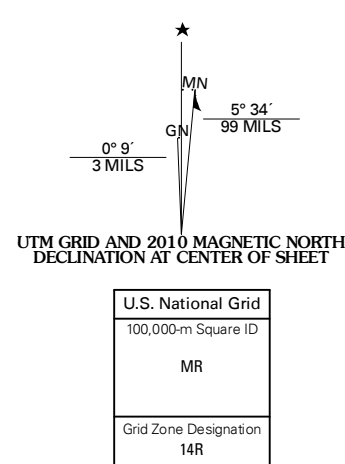 MN
GN
5° 34´
99 MILS
0° 9´
3 MILS
UTM GRID AND 2010 MAGNETIC NORTH
DECLINATION AT CENTER OF SHEET
U.S. National Grid
100,000-m Square ID
MR
Grid Zone Designation
14R